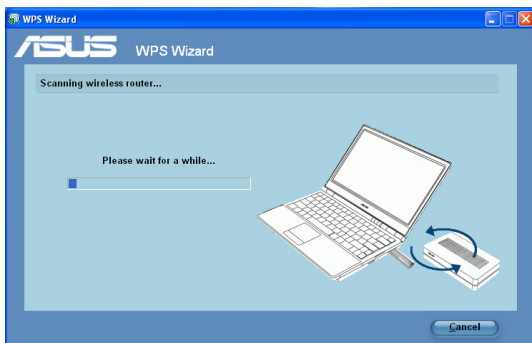 WPS Wizard
ASUS WPS Wizard
Scanning wireless router...
Please wait for a while...
Cancel